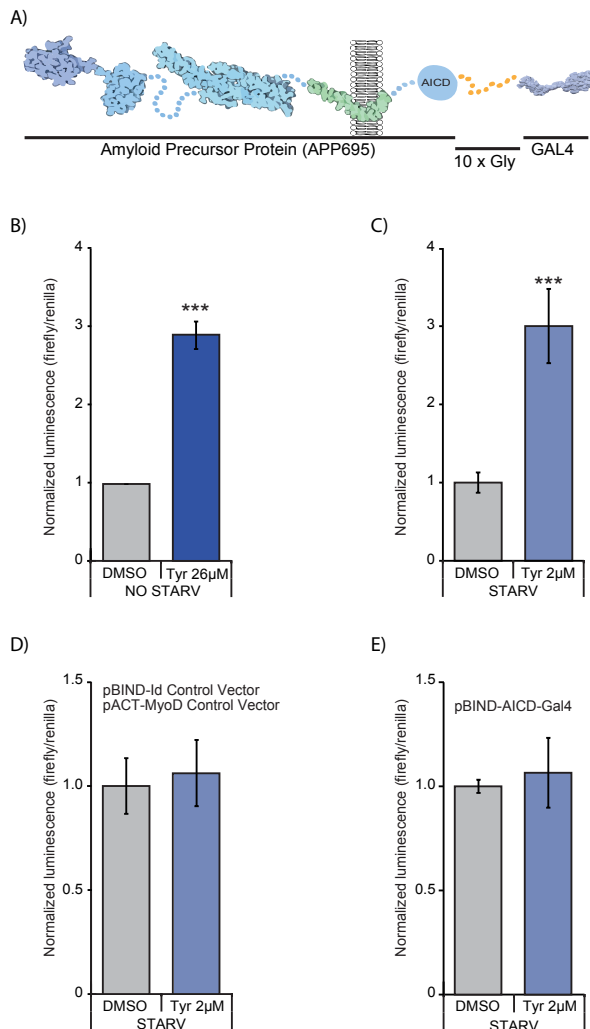 A)
AICD
Amyloid Precursor Protein (APP695)
10 x Gly
GAL4
B)
Normalized luminescence (firefly/renilla)
4
3
2
1
0
***
DMSO
Tyr 26µM
NO STARV
C)
Normalized luminescence (firefly/renilla)
4
3
2
1
0
***
DMSO
Tyr 2µM
STARV
D)
Normalized luminescence (firefly/renilla)
1.5
1.0
0.5
0
pBIND-Id Control Vector
pACT-MyoD Control Vector
DMSO
Tyr 2µM
STARV
E)
Normalized luminescence (firefly/renilla)
1.5
1.0
0.5
0
pBIND-AICD-Gal4
DMSO
Tyr 2µM
STARV